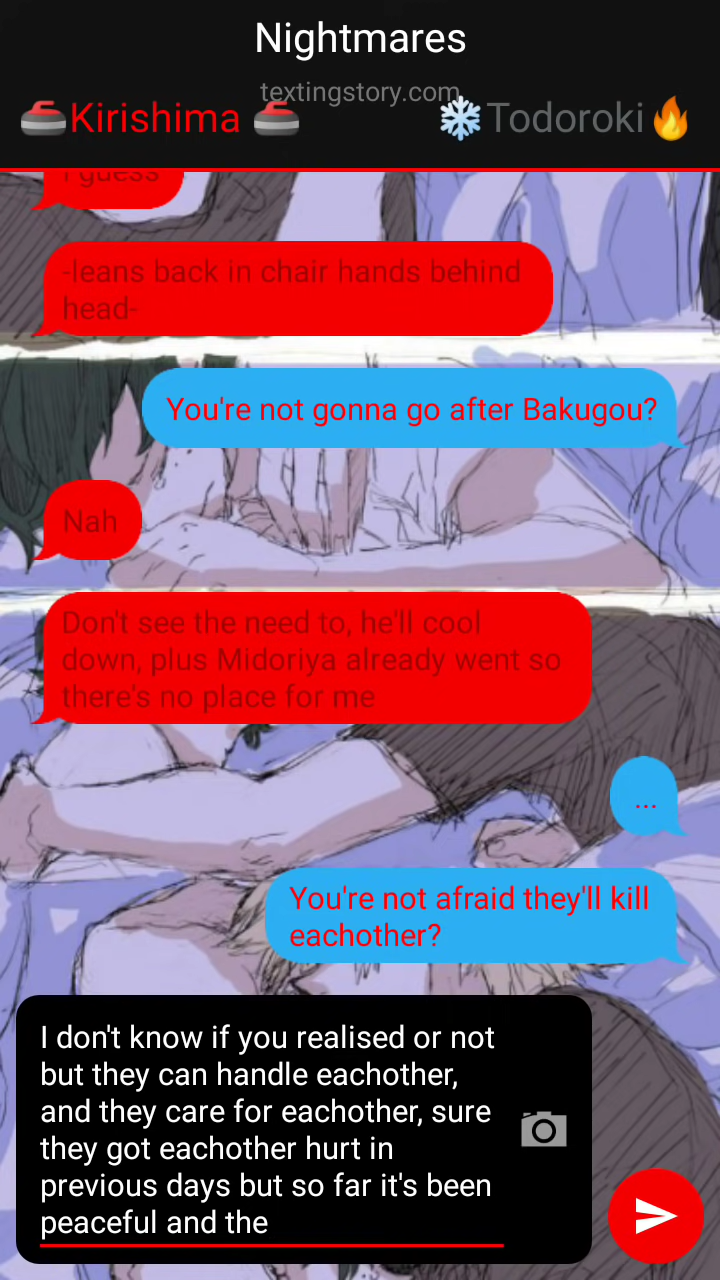 Nightmares
textingstory.com
Kirishima
Todoroki
I guess
-leans back in chair hands behind
head-
You're not gonna go after Bakugou?
Nah
Don't see the need to, he'll cool
down, plus Midoriya already went so
there's no place for me
...
You're not afraid they'll kill
eachother?
I don't know if you realised or not
but they can handle eachother,
and they care for eachother, sure
they got eachother hurt in
previous days but so far it's been
peaceful and the